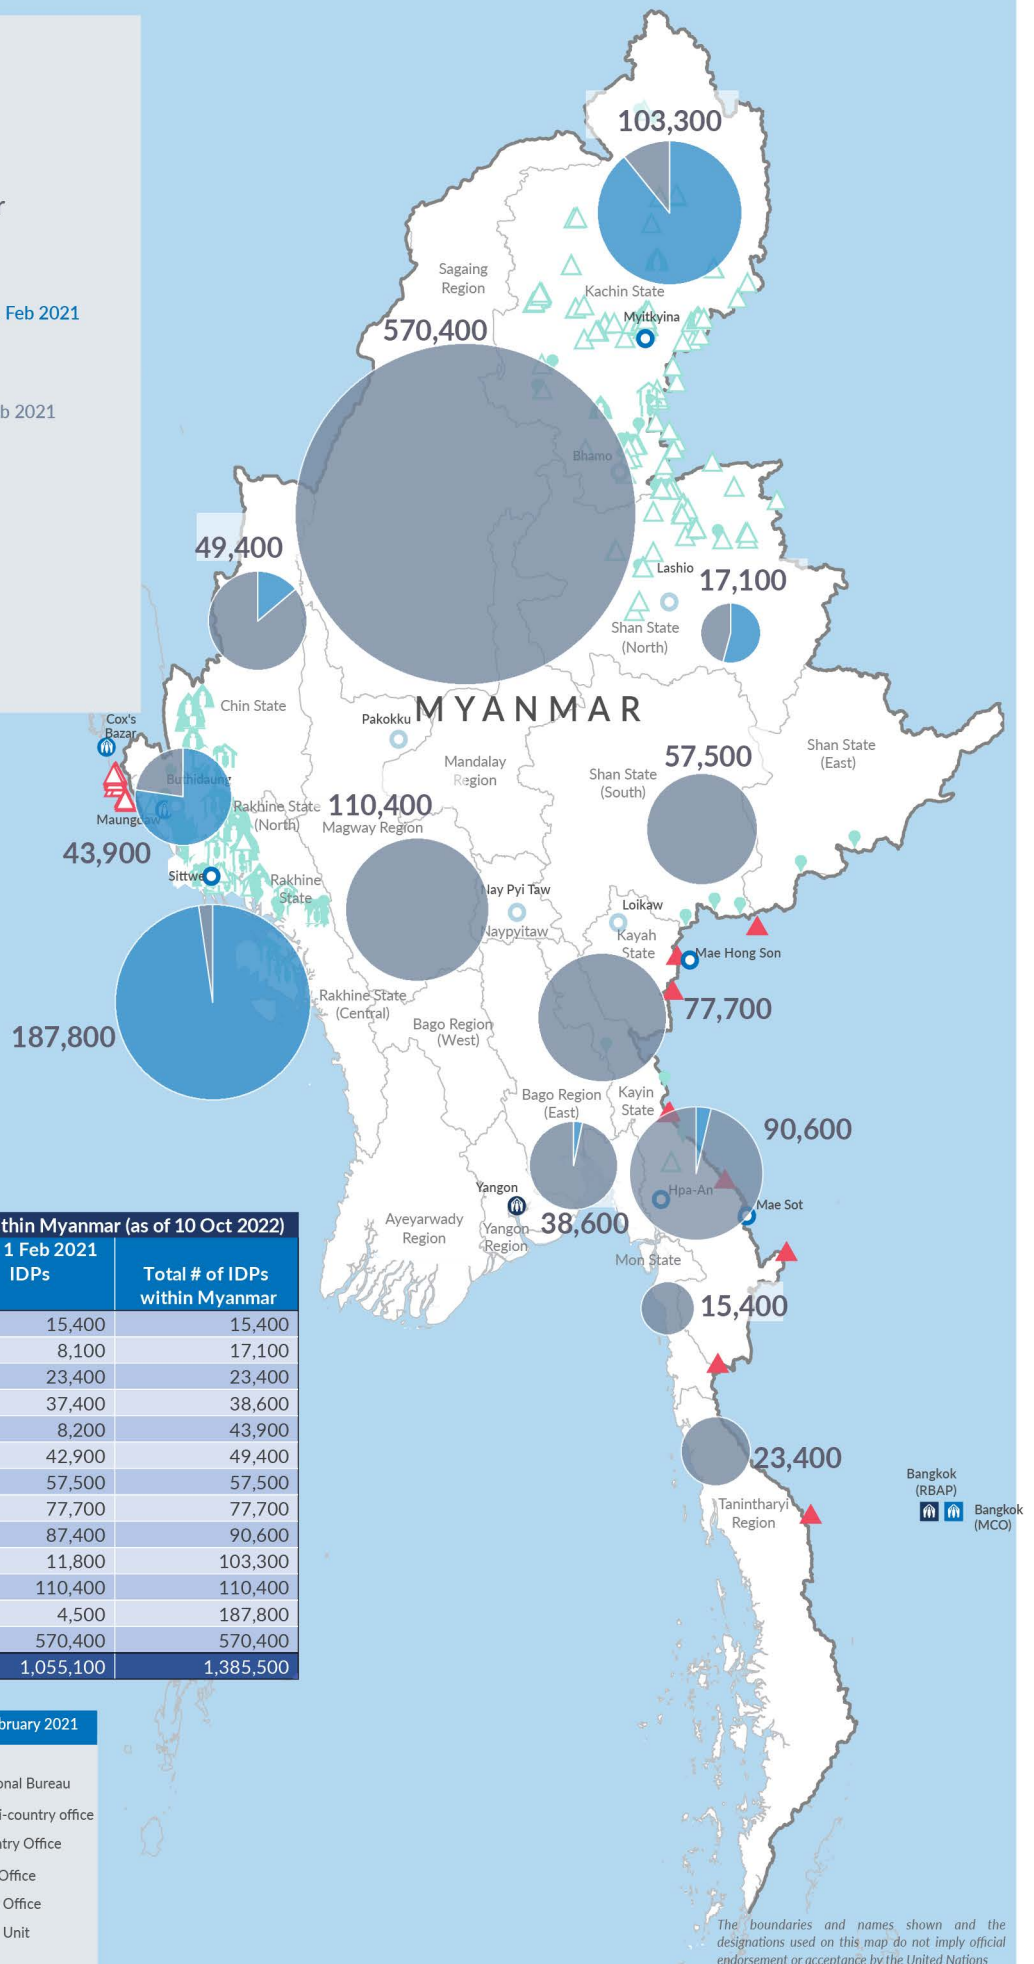 r
Feb 2021
b 2021
103,300
Sagaing
Region
Kachin State
Myitkyina
570,400
Bhamo
49,400
Lashio
17,100
Shan State
(North)
Chin State
MYANMAR
Pakokku
Cox's
Bazar
Mandalay
Region
57,500
Shan State
(South)
Shan State
(East)
Buthidaung
Rakhine State
(North)
110,400
Magway Region
Maungdaw
43,900
Sittwe
Rakhine
State
Nay Pyi Taw
Naypyitaw
Loikaw
Kayah
State
Mae Hong Son
77,700
Rakhine State
(Central)
187,800
Bago Region
(West)
Bago Region
(East)
Kayin
State
90,600
Hpa-An
Mae Sot
Yangon
38,600
Ayeyarwady
Region
Yangon
Region
Mon State
15,400
23,400
Tanintharyi
Region
Bangkok
(RBAP)
Bangkok
(MCO)
thin Myanmar (as of 10 Oct 2022)
1 Feb 2021
IDPs
Total # of IDPs
within Myanmar
15,400 15,400
8,100 17,100
23,400 23,400
37,400 38,600
8,200 43,900
42,900 49,400
57,500 57,500
77,700 77,700
87,400 90,600
11,800 103,300
110,400 110,400
4,500 187,800
570,400 570,400
1,055,100 1,385,500
bruary 2021
onal Bureau
i-country office
ntry Office
Office
Office
Unit
The boundaries and names shown and the
designations used on this map do not imply official
endorsement or acceptance by the United Nations